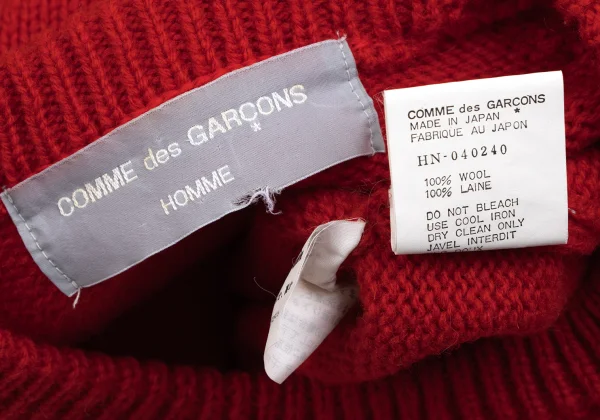 COMME des GARÇONS
*
HOMME
COMME des GARÇONS
*
MADE IN JAPAN
FABRIQUE AU JAPON
HN-040240
100% WOOL
100% LAINE
DO NOT BLEACH
USE COOL IRON
DRY CLEAN ONLY
JAVEL INTERDIT